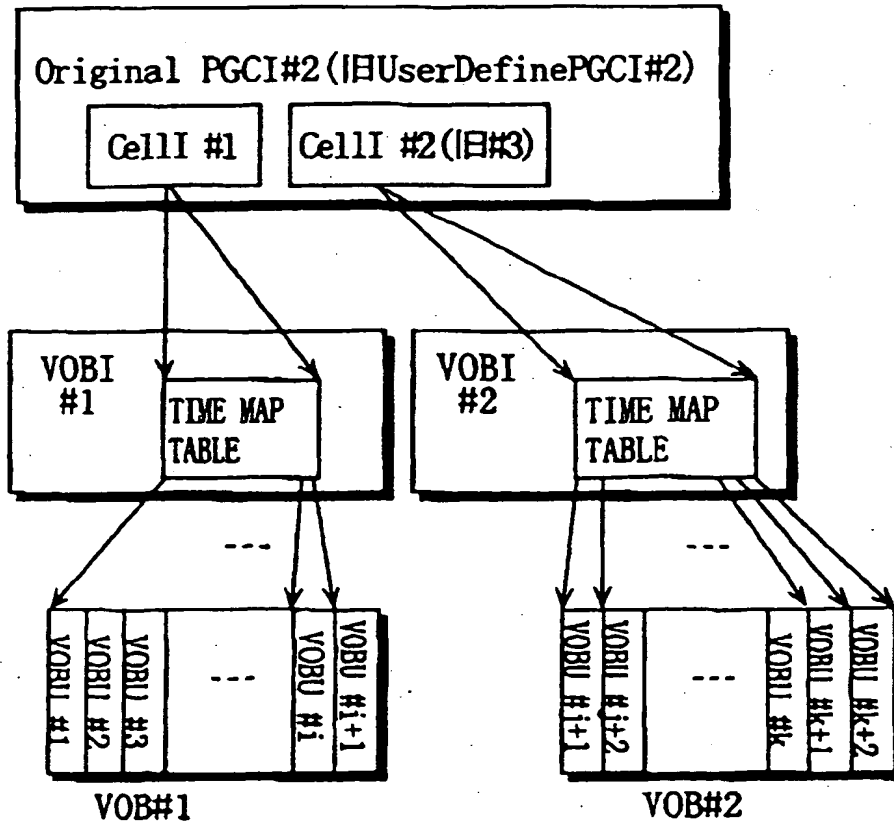 Original PGCI#2(旧UserDefinePGCI#2)
CellI #1
CellI #2(旧#3)
VOBI
#1
TIME MAP
TABLE
VOBI
#2
TIME MAP
TABLE
---
---
VOBU #1
VOBU #2
VOBU #3
---
VOBU #i
VOBU #i+1
VOBU #j+1
VOBU #j+2
---
VOBU #k
VOBU #k+1
VOBU #k+2
VOB#1
VOB#2